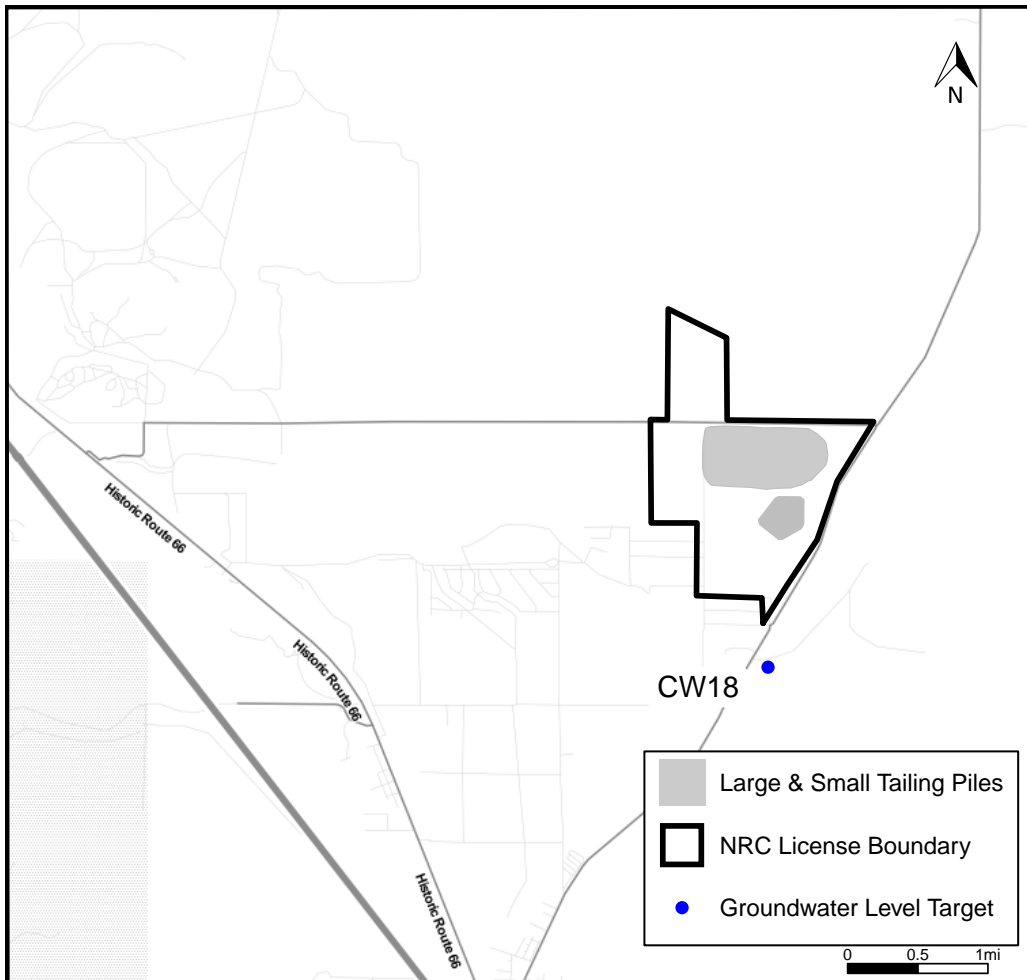 N
Historic Route 66
Historic Route 66
CW18
Historic Route 66
Large & Small Tailing Piles
NRC License Boundary
Groundwater Level Target
0 0.5 1mi